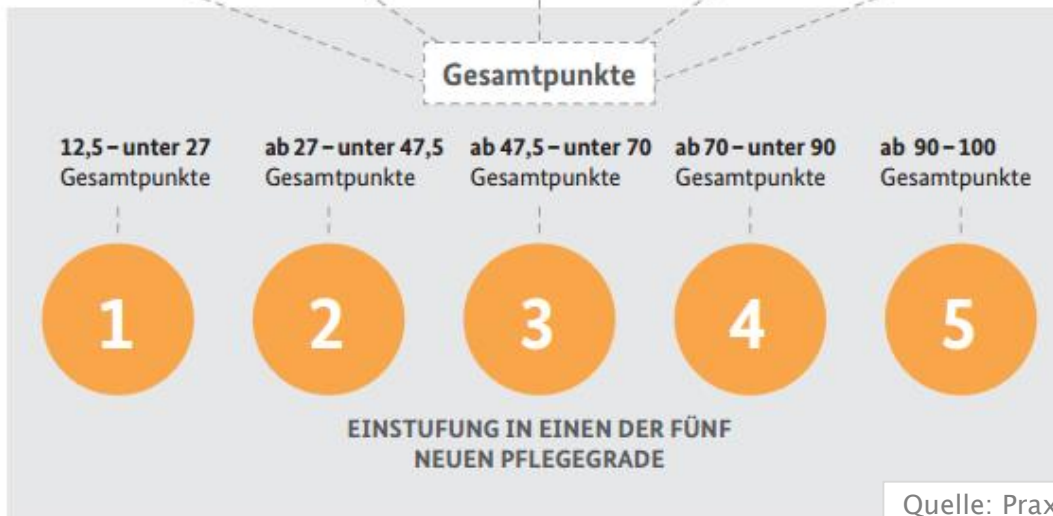 Gesamtpunkte
12,5 – unter 27
Gesamtpunkte
ab 27 – unter 47,5
Gesamtpunkte
ab 47,5 – unter 70
Gesamtpunkte
ab 70 – unter 90
Gesamtpunkte
ab 90 – 100
Gesamtpunkte
1
2
3
4
5
EINSTUFUNG IN EINEN DER FÜNF
NEUEN PFLEGEGRADE
Quelle: